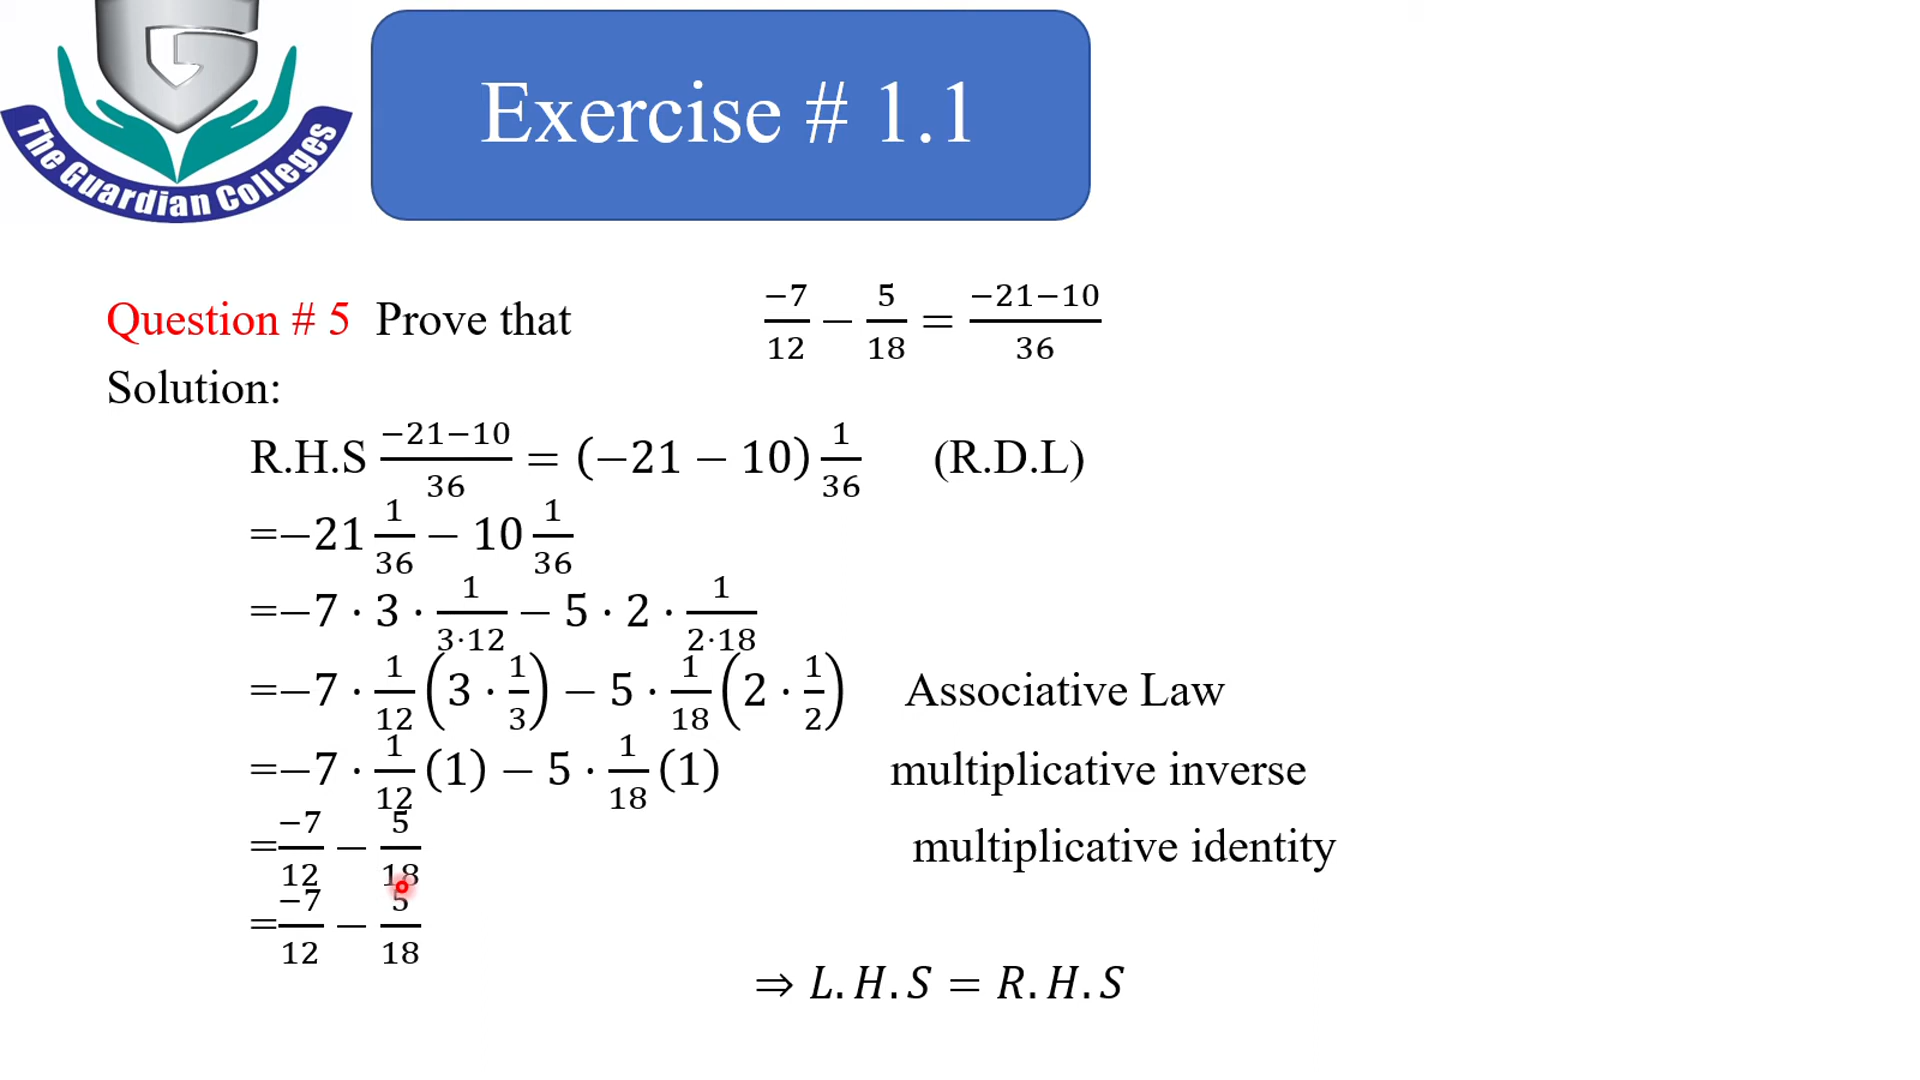 The Guardian Colleges
Exercise # 1.1
Question # 5 Prove that −7/12 − 5/18 = −21−10/36
Solution:
R.H.S −21−10/36 = (−21 − 10) 1/36 (R.D.L)
=−21 1/36 − 10 1/36
=−7 · 3 · 1/3·12 − 5 · 2 · 1/2·18
=−7 · 1/12 (3 · 1/3) − 5 · 1/18 (2 · 1/2) Associative Law
=−7 · 1/12 (1) − 5 · 1/18 (1) multiplicative inverse
=−7/12 − 5/18 multiplicative identity
=−7/12 − 5/18
⇒ L.H.S = R.H.S